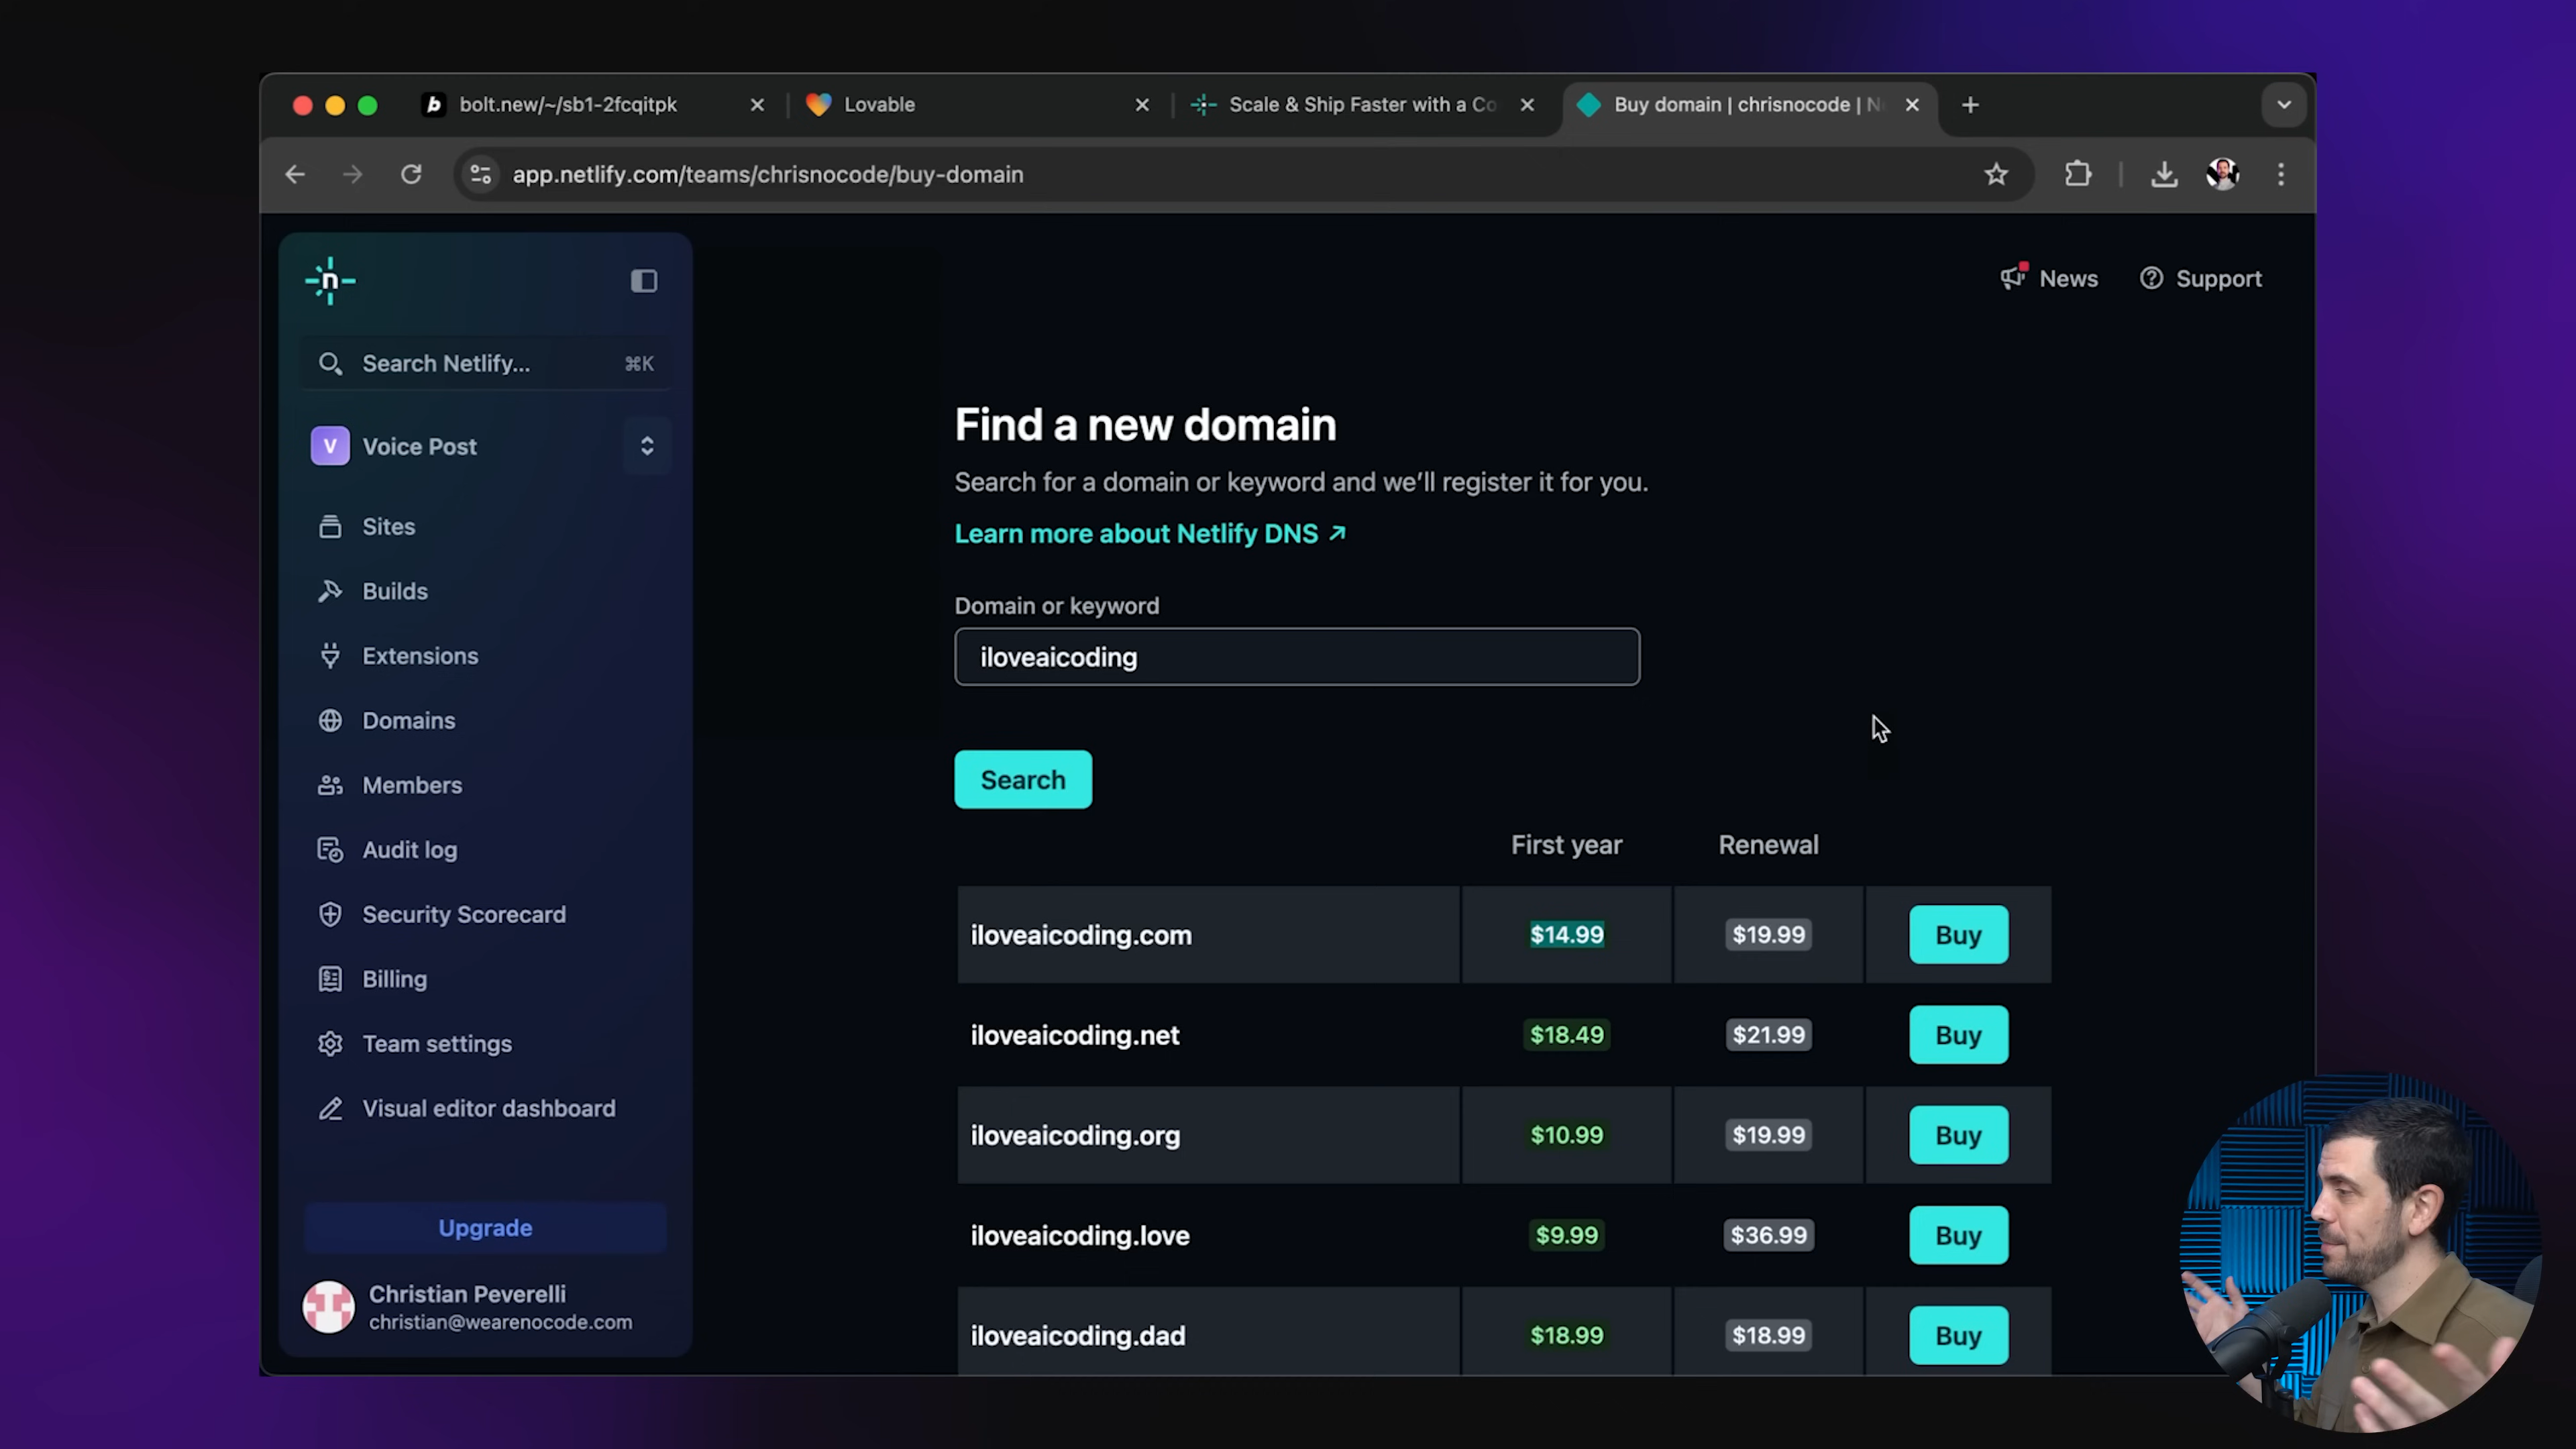 bolt.new/~/sb1-2fcqitpk
Lovable
Scale & Ship Faster with a Co
Buy domain | chrisnocode | N
app.netlify.com/teams/chrisnocode/buy-domain
n
News
Support
Search Netlify...
⌘K
V
Voice Post
Sites
Builds
Extensions
Domains
Members
Audit log
Security Scorecard
Billing
Team settings
Visual editor dashboard
Upgrade
Christian Peverelli
christian@wearenocode.com
Find a new domain
Search for a domain or keyword and we’ll register it for you.
Learn more about Netlify DNS ↗
Domain or keyword
iloveaicoding
Search
First year Renewal
iloveaicoding.com $14.99 $19.99 Buy
iloveaicoding.net $18.49 $21.99 Buy
iloveaicoding.org $10.99 $19.99 Buy
iloveaicoding.love $9.99 $36.99 Buy
iloveaicoding.dad $18.99 $18.99 Buy